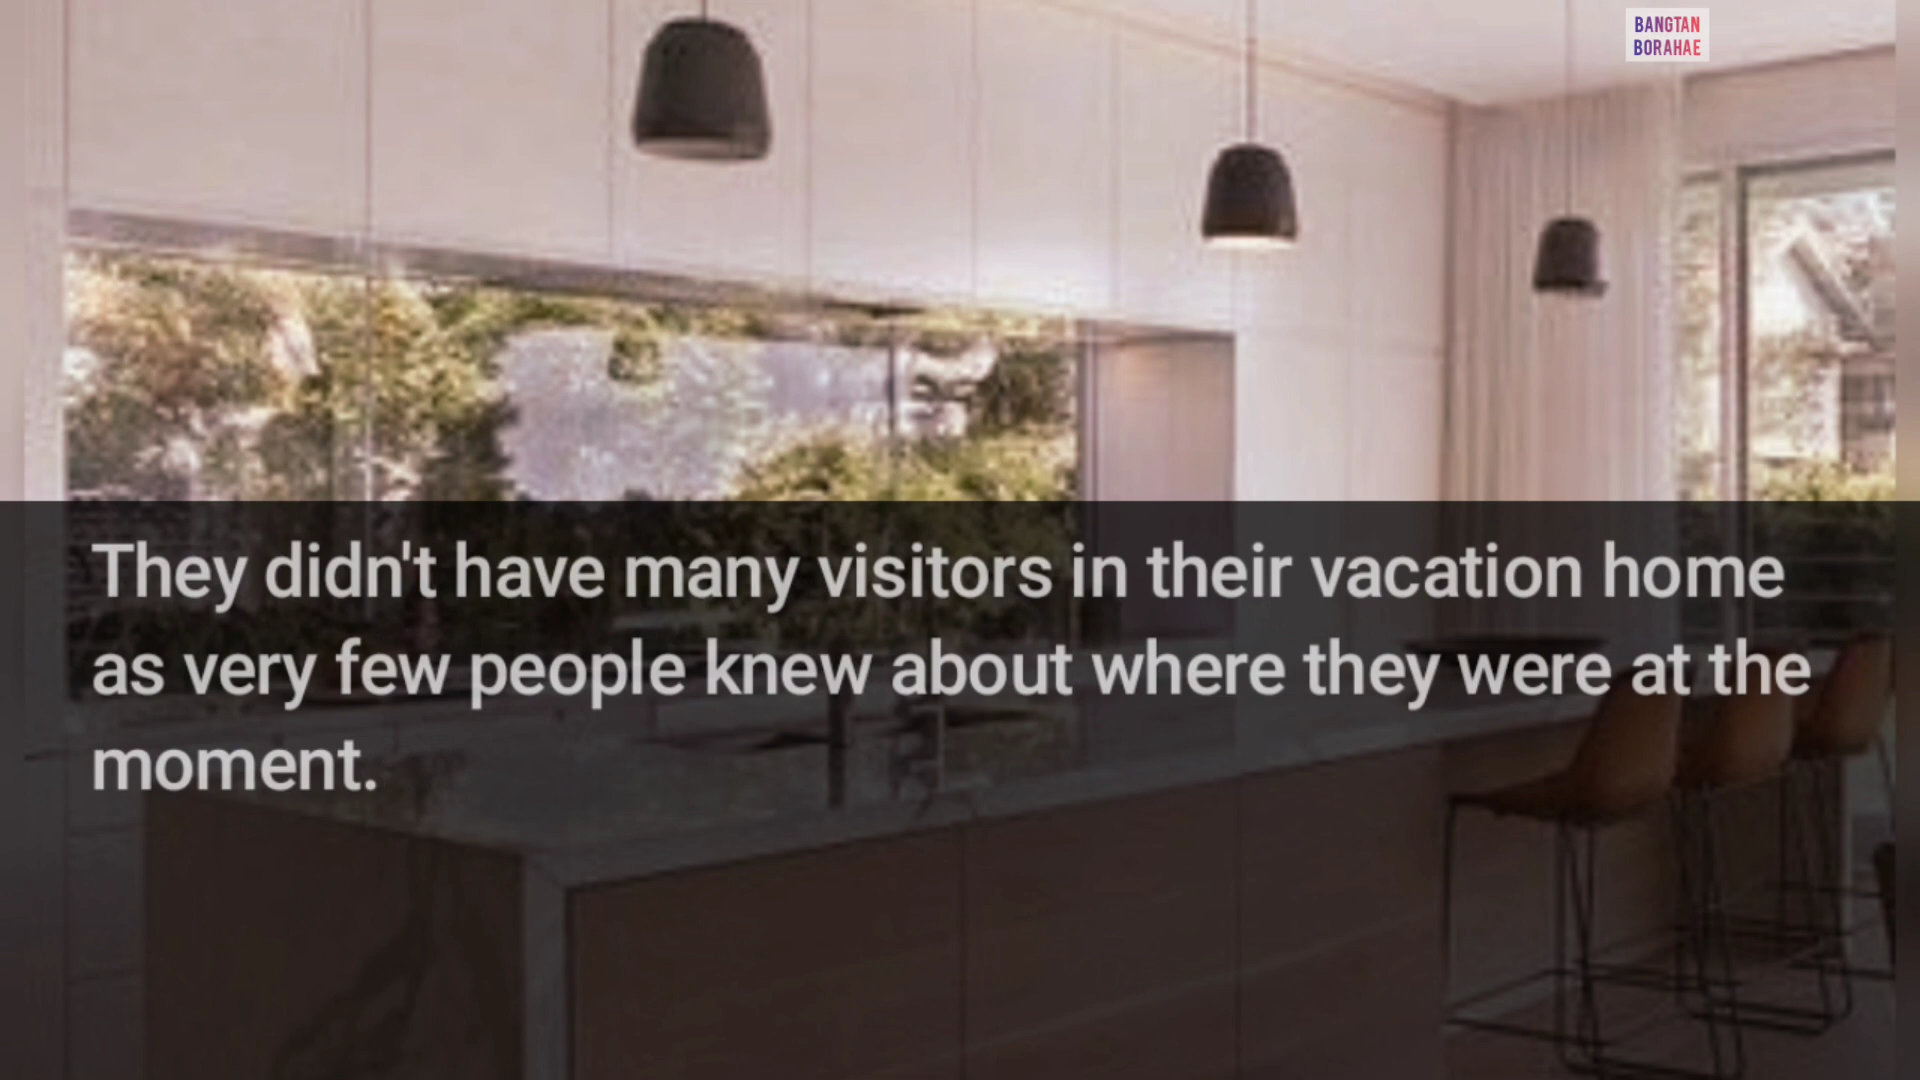 BANGTAN
BORAHAE
They didn't have many visitors in their vacation home
as very few people knew about where they were at the
moment.